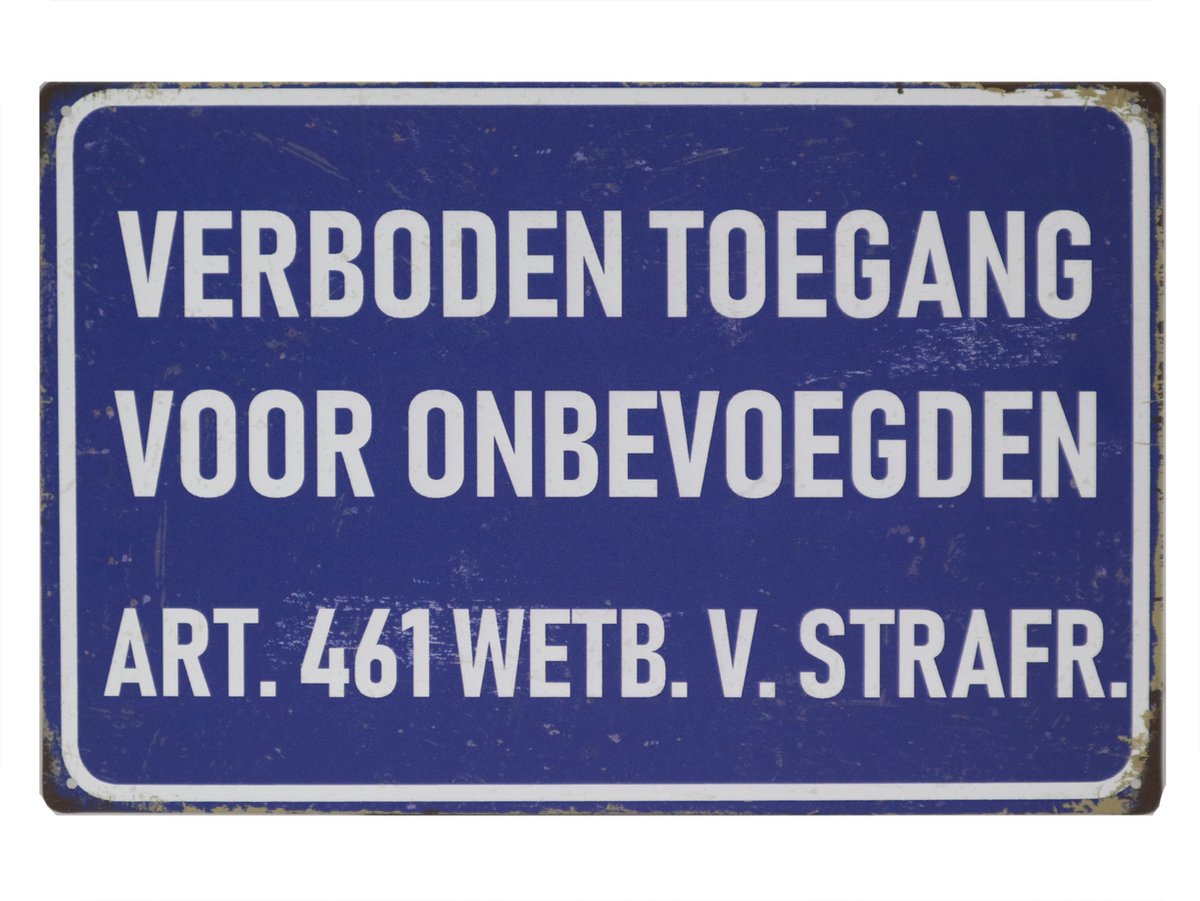 VERBODEN TOEGANG
VOOR ONBEVOEGDEN
ART. 461 WETB. V. STRAFR.